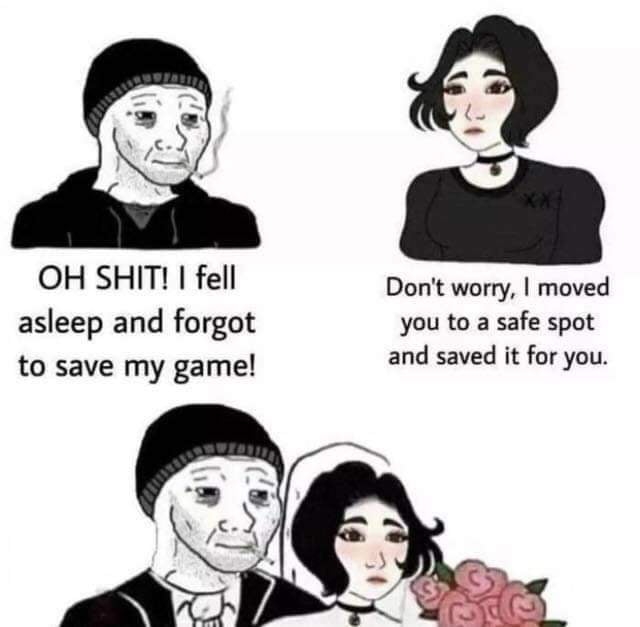 OH SHIT! I fell
asleep and forgot
to save my game!
Don't worry, I moved
you to a safe spot
and saved it for you.